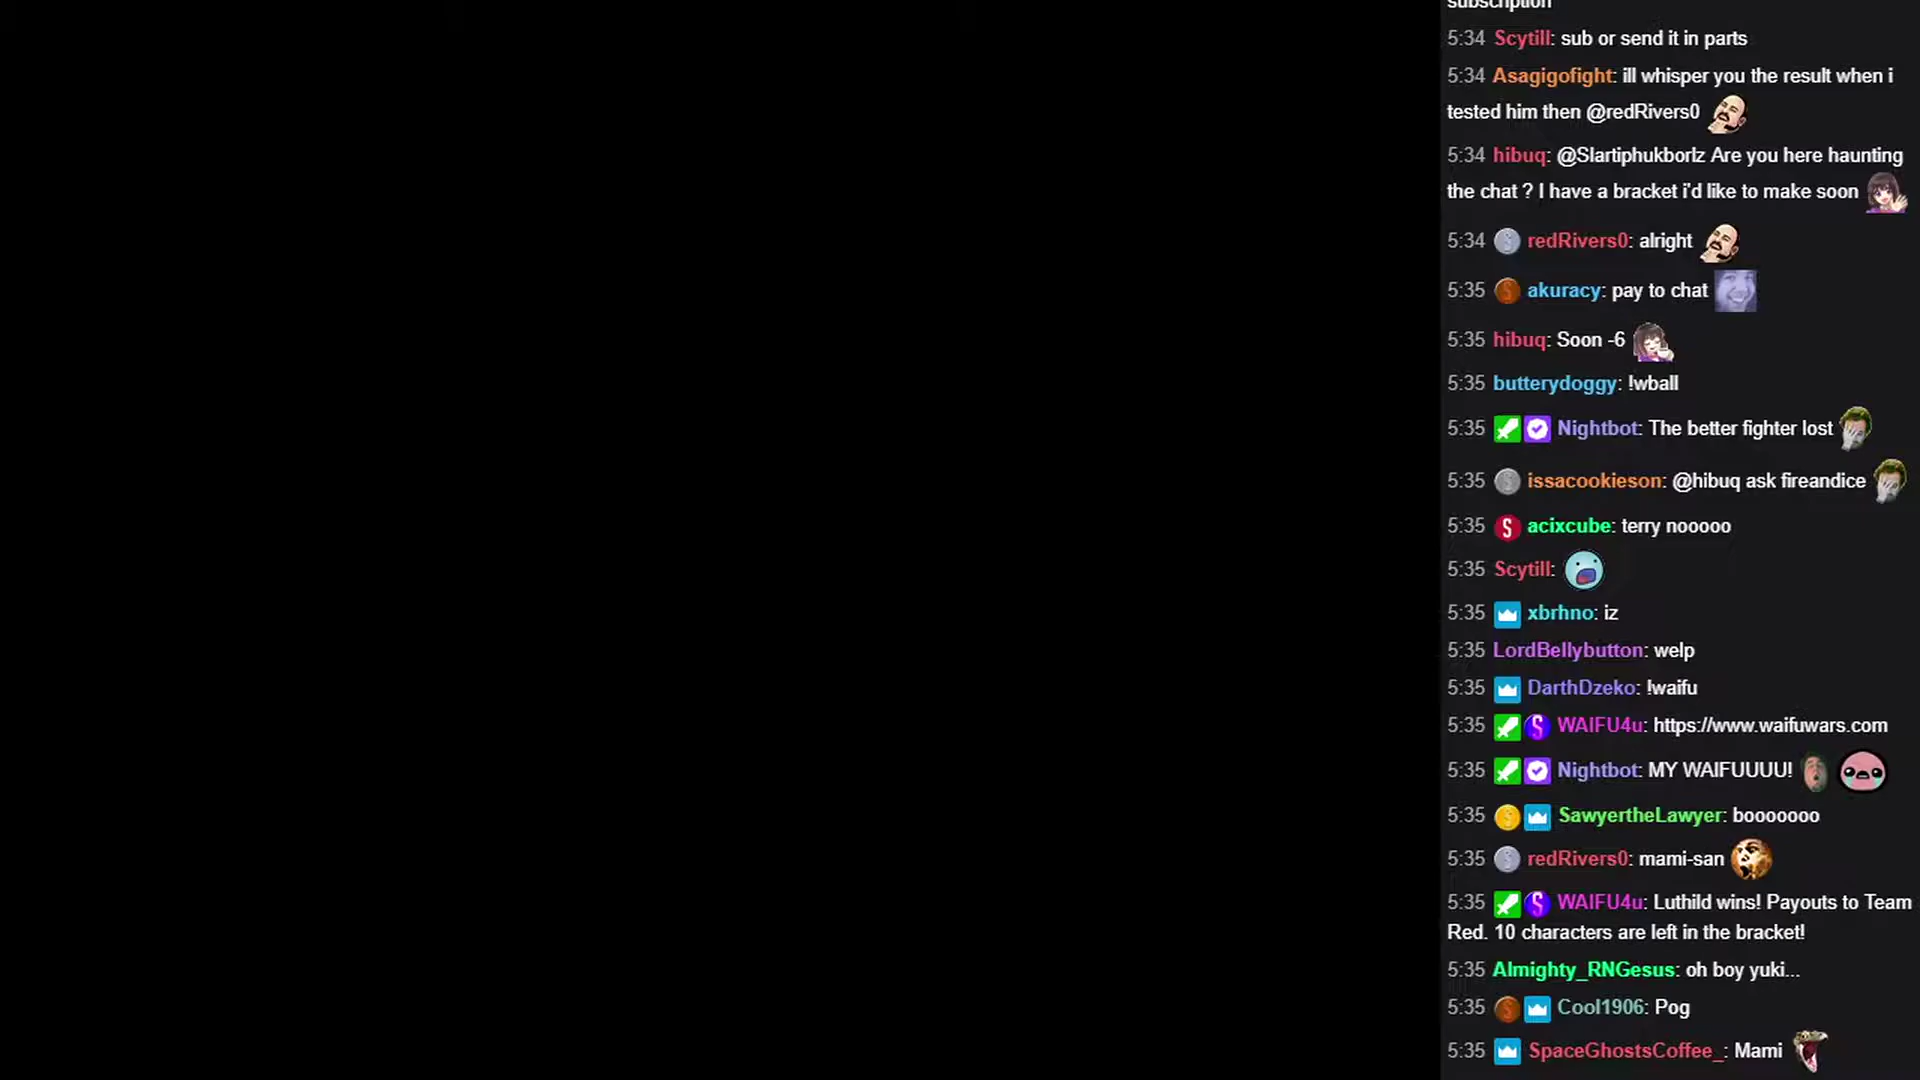 subscription
5:34 Scytill: sub or send it in parts
5:34 Asagigofight: ill whisper you the result when i
tested him then @redRivers0
5:34 hibuq: @Slartiphukborlz Are you here haunting
the chat ? I have a bracket i'd like to make soon
5:34 redRivers0: alright
5:35 akuracy: pay to chat
5:35 hibuq: Soon -6
5:35 butterydoggy: !wball
5:35 Nightbot: The better fighter lost
5:35 issacookieson: @hibuq ask fireandice
5:35 acixcube: terry nooooo
5:35 Scytill:
5:35 xbrhno: iz
5:35 LordBellybutton: welp
5:35 DarthDzeko: !waifu
5:35 WAIFU4u: https://www.waifuwars.com
5:35 Nightbot: MY WAIFUUUU!
5:35 SawyertheLawyer: booooooo
5:35 redRivers0: mami-san
5:35 WAIFU4u: Luthild wins! Payouts to Team
Red. 10 characters are left in the bracket!
5:35 Almighty_RNGesus: oh boy yuki...
5:35 Cool1906: Pog
5:35 SpaceGhostsCoffee_: Mami